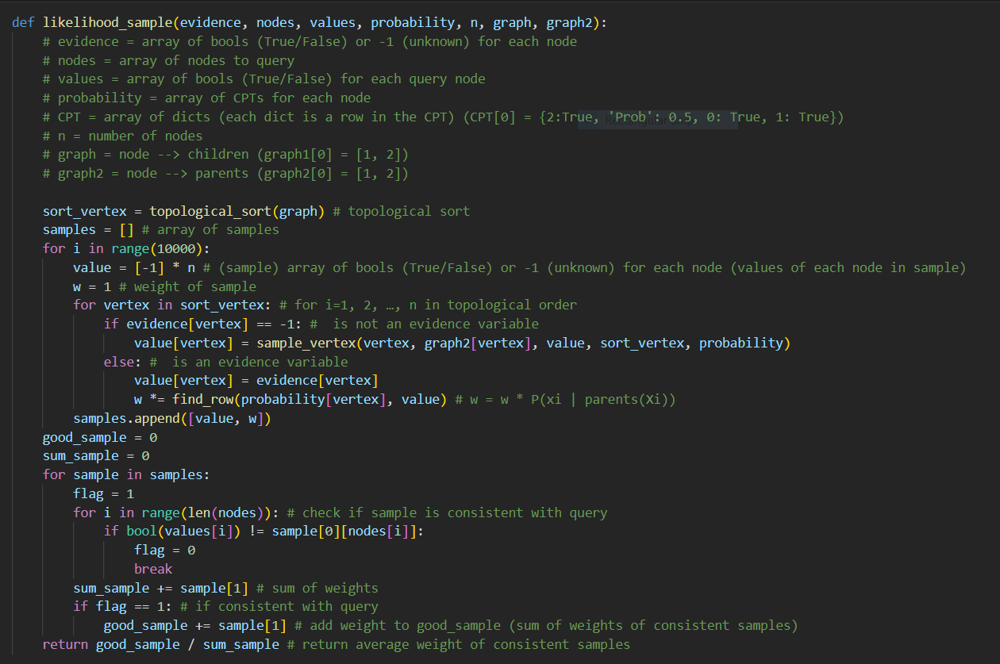 def likelihood_sample(evidence, nodes, values, probability, n, graph, graph2):
    # evidence = array of bools (True/False) or -1 (unknown) for each node
    # nodes = array of nodes to query
    # values = array of bools (True/False) for each query node
    # probability = array of CPTs for each node
    # CPT = array of dicts (each dict is a row in the CPT) (CPT[0] = {2:True, 'Prob': 0.5, 0: True, 1: True})
    # n = number of nodes
    # graph = node --> children (graph1[0] = [1, 2])
    # graph2 = node --> parents (graph2[0] = [1, 2])

    sort_vertex = topological_sort(graph) # topological sort
    samples = [] # array of samples
    for i in range(10000):
        value = [-1] * n # (sample) array of bools (True/False) or -1 (unknown) for each node (values of each node in sample)
        w = 1 # weight of sample
        for vertex in sort_vertex: # for i=1, 2, …, n in topological order
            if evidence[vertex] == -1: #  is not an evidence variable
                value[vertex] = sample_vertex(vertex, graph2[vertex], value, sort_vertex, probability)
            else: #  is an evidence variable
                value[vertex] = evidence[vertex]
                w *= find_row(probability[vertex], value) # w = w * P(xi | parents(Xi))
        samples.append([value, w])
    good_sample = 0
    sum_sample = 0
    for sample in samples:
        flag = 1
        for i in range(len(nodes)): # check if sample is consistent with query
            if bool(values[i]) != sample[0][nodes[i]]:
                flag = 0
                break
        sum_sample += sample[1] # sum of weights
        if flag == 1: # if consistent with query
            good_sample += sample[1] # add weight to good_sample (sum of weights of consistent samples)
    return good_sample / sum_sample # return average weight of consistent samples